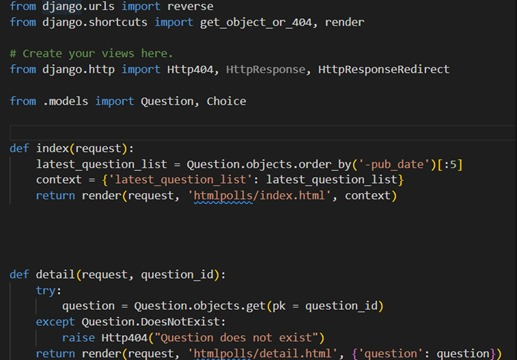 from django.urls import reverse
from django.shortcuts import get_object_or_404, render
# Create your views here.
from django.http import Http404, HttpResponse, HttpResponseRedirect
from .models import Question, Choice
def index(request):
    latest_question_list = Question.objects.order_by('-pub_date')[:5]
    context = {'latest_question_list': latest_question_list}
    return render(request, 'htmlpolls/index.html', context)
def detail(request, question_id):
    try:
        question = Question.objects.get(pk = question_id)
    except Question.DoesNotExist:
        raise Http404("Question does not exist")
    return render(request, 'htmlpolls/detail.html', {'question': question})